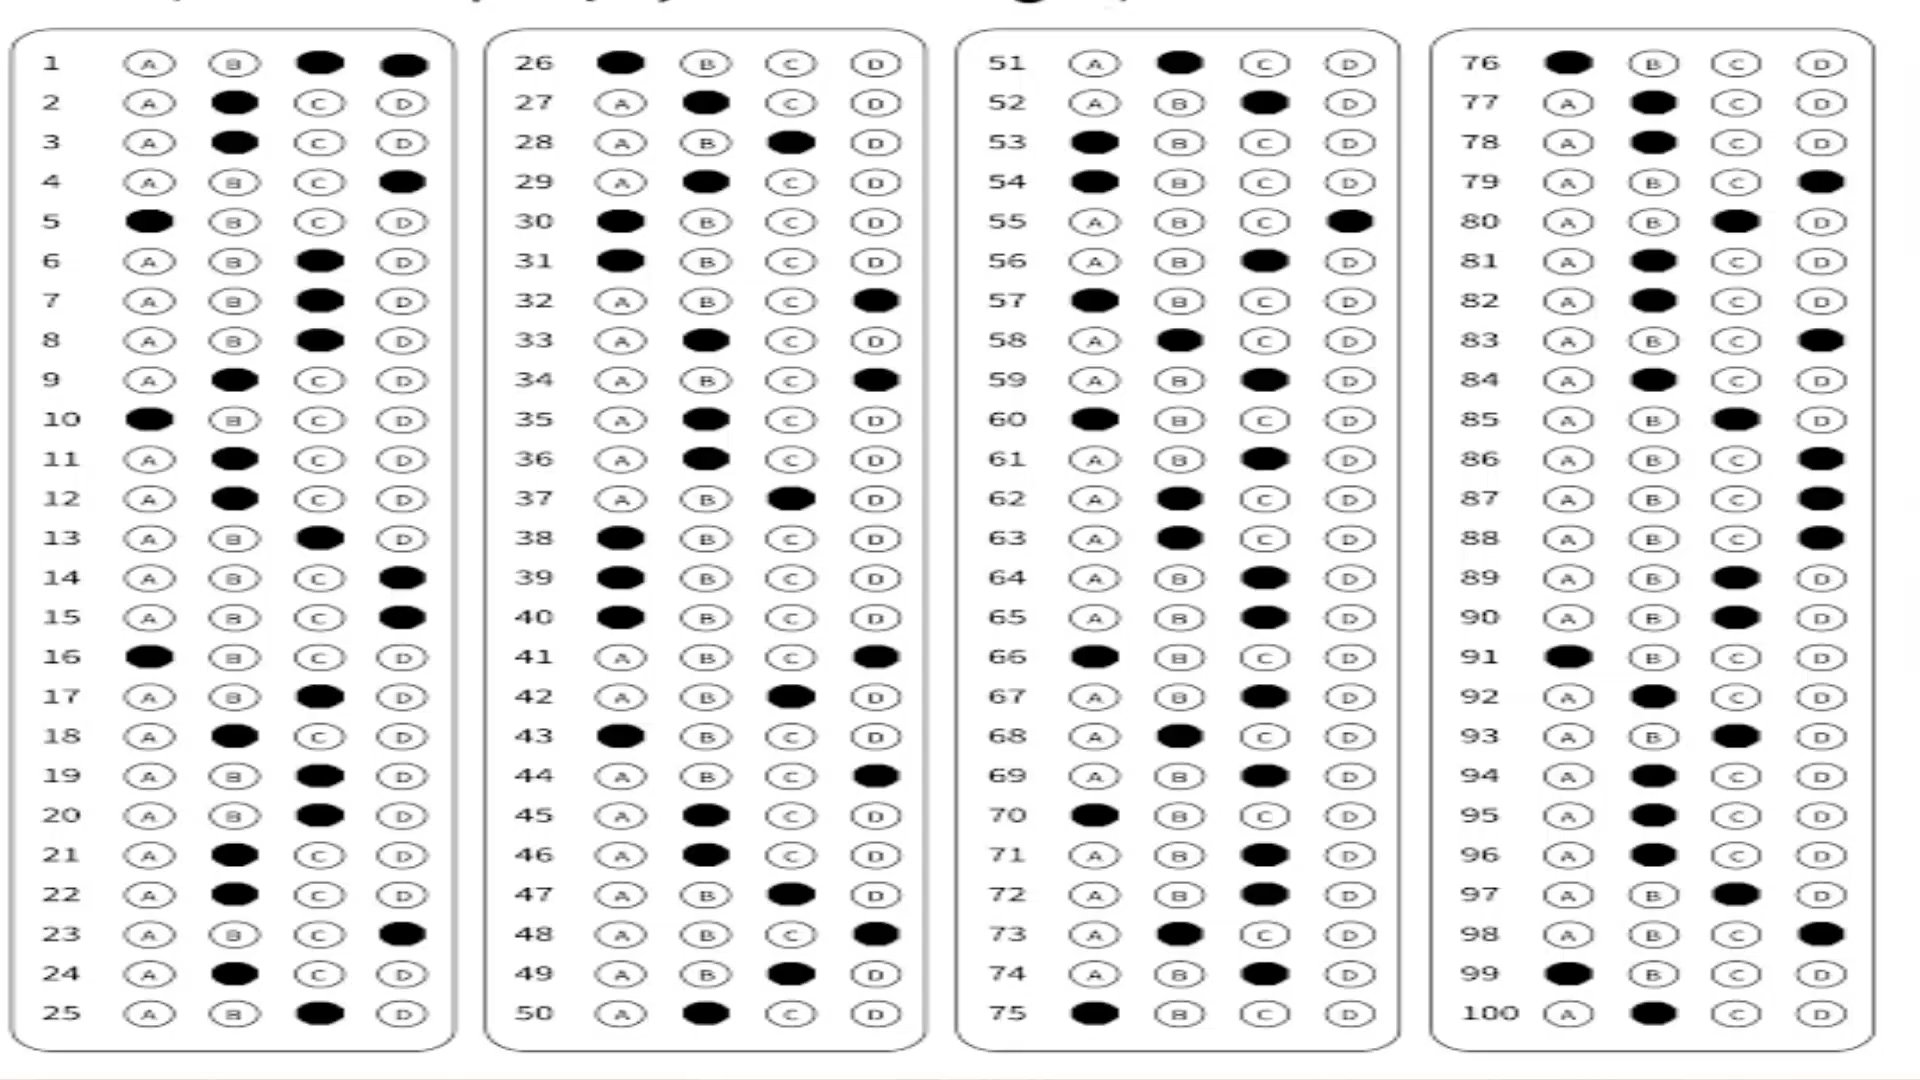 1 A B
2 A C D
3 A C D
4 A B C
5 B C D
6 A B D
7 A B D
8 A B D
9 A C D
10 B C D
11 A C D
12 A C D
13 A B D
14 A B C
15 A B C
16 B C D
17 A B D
18 A C D
19 A B D
20 A B D
21 A C D
22 A C D
23 A B C
24 A C D
25 A B D
26 B C D
27 A C D
28 A B D
29 A C D
30 B C D
31 B C D
32 A B C
33 A C D
34 A B C
35 A C D
36 A C D
37 A B D
38 B C D
39 B C D
40 B C D
41 A B C
42 A B D
43 B C D
44 A B C
45 A C D
46 A C D
47 A B D
48 A B C
49 A B D
50 A C D
51 A C D
52 A B D
53 B C D
54 B C D
55 A B C
56 A B D
57 B C D
58 A C D
59 A B D
60 B C D
61 A B D
62 A C D
63 A C D
64 A B D
65 A B D
66 B C D
67 A B D
68 A C D
69 A B D
70 B C D
71 A B D
72 A B D
73 A C D
74 A B D
75 B C D
76 B C D
77 A C D
78 A C D
79 A B C
80 A B D
81 A C D
82 A C D
83 A B C
84 A C D
85 A B D
86 A B C
87 A B C
88 A B C
89 A B D
90 A B D
91 B C D
92 A C D
93 A B D
94 A C D
95 A C D
96 A C D
97 A B D
98 A B C
99 B C D
100 A C D